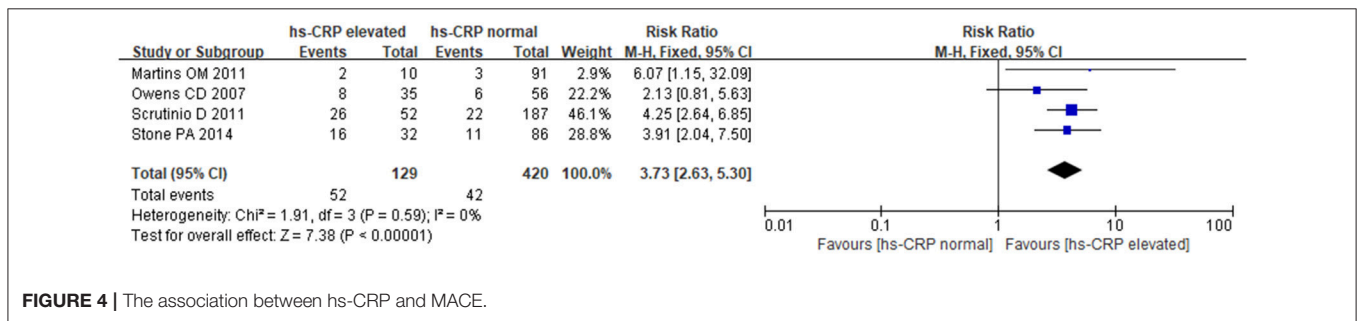 hs-CRP elevated hs-CRP normal Risk Ratio Risk Ratio
Study or Subgroup Events Total Events Total Weight M-H, Fixed, 95% CI M-H, Fixed, 95% CI
Martins OM 2011 2 10 3 91 2.9% 6.07 [1.15, 32.09]
Owens CD 2007 8 35 6 56 22.2% 2.13 [0.81, 5.63]
Scrutinio D 2011 26 52 22 187 46.1% 4.25 [2.64, 6.85]
Stone PA 2014 16 32 11 86 28.8% 3.91 [2.04, 7.50]
Total (95% CI) 129 420 100.0% 3.73 [2.63, 5.30]
Total events 52 42
Heterogeneity: Chi² = 1.91, df = 3 (P = 0.59); I² = 0%
Test for overall effect: Z = 7.38 (P < 0.00001)
0.01 0.1 1 10 100
Favours [hs-CRP normal] Favours [hs-CRP elevated]
FIGURE 4 | The association between hs-CRP and MACE.